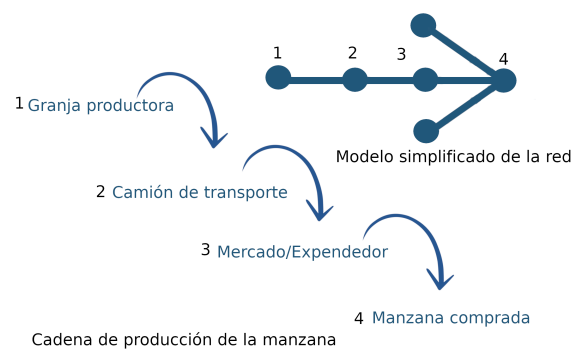 1 2 3 4
Modelo simplificado de la red
1 Granja productora
2 Camión de transporte
3 Mercado/Expendedor
4 Manzana comprada
Cadena de producción de la manzana